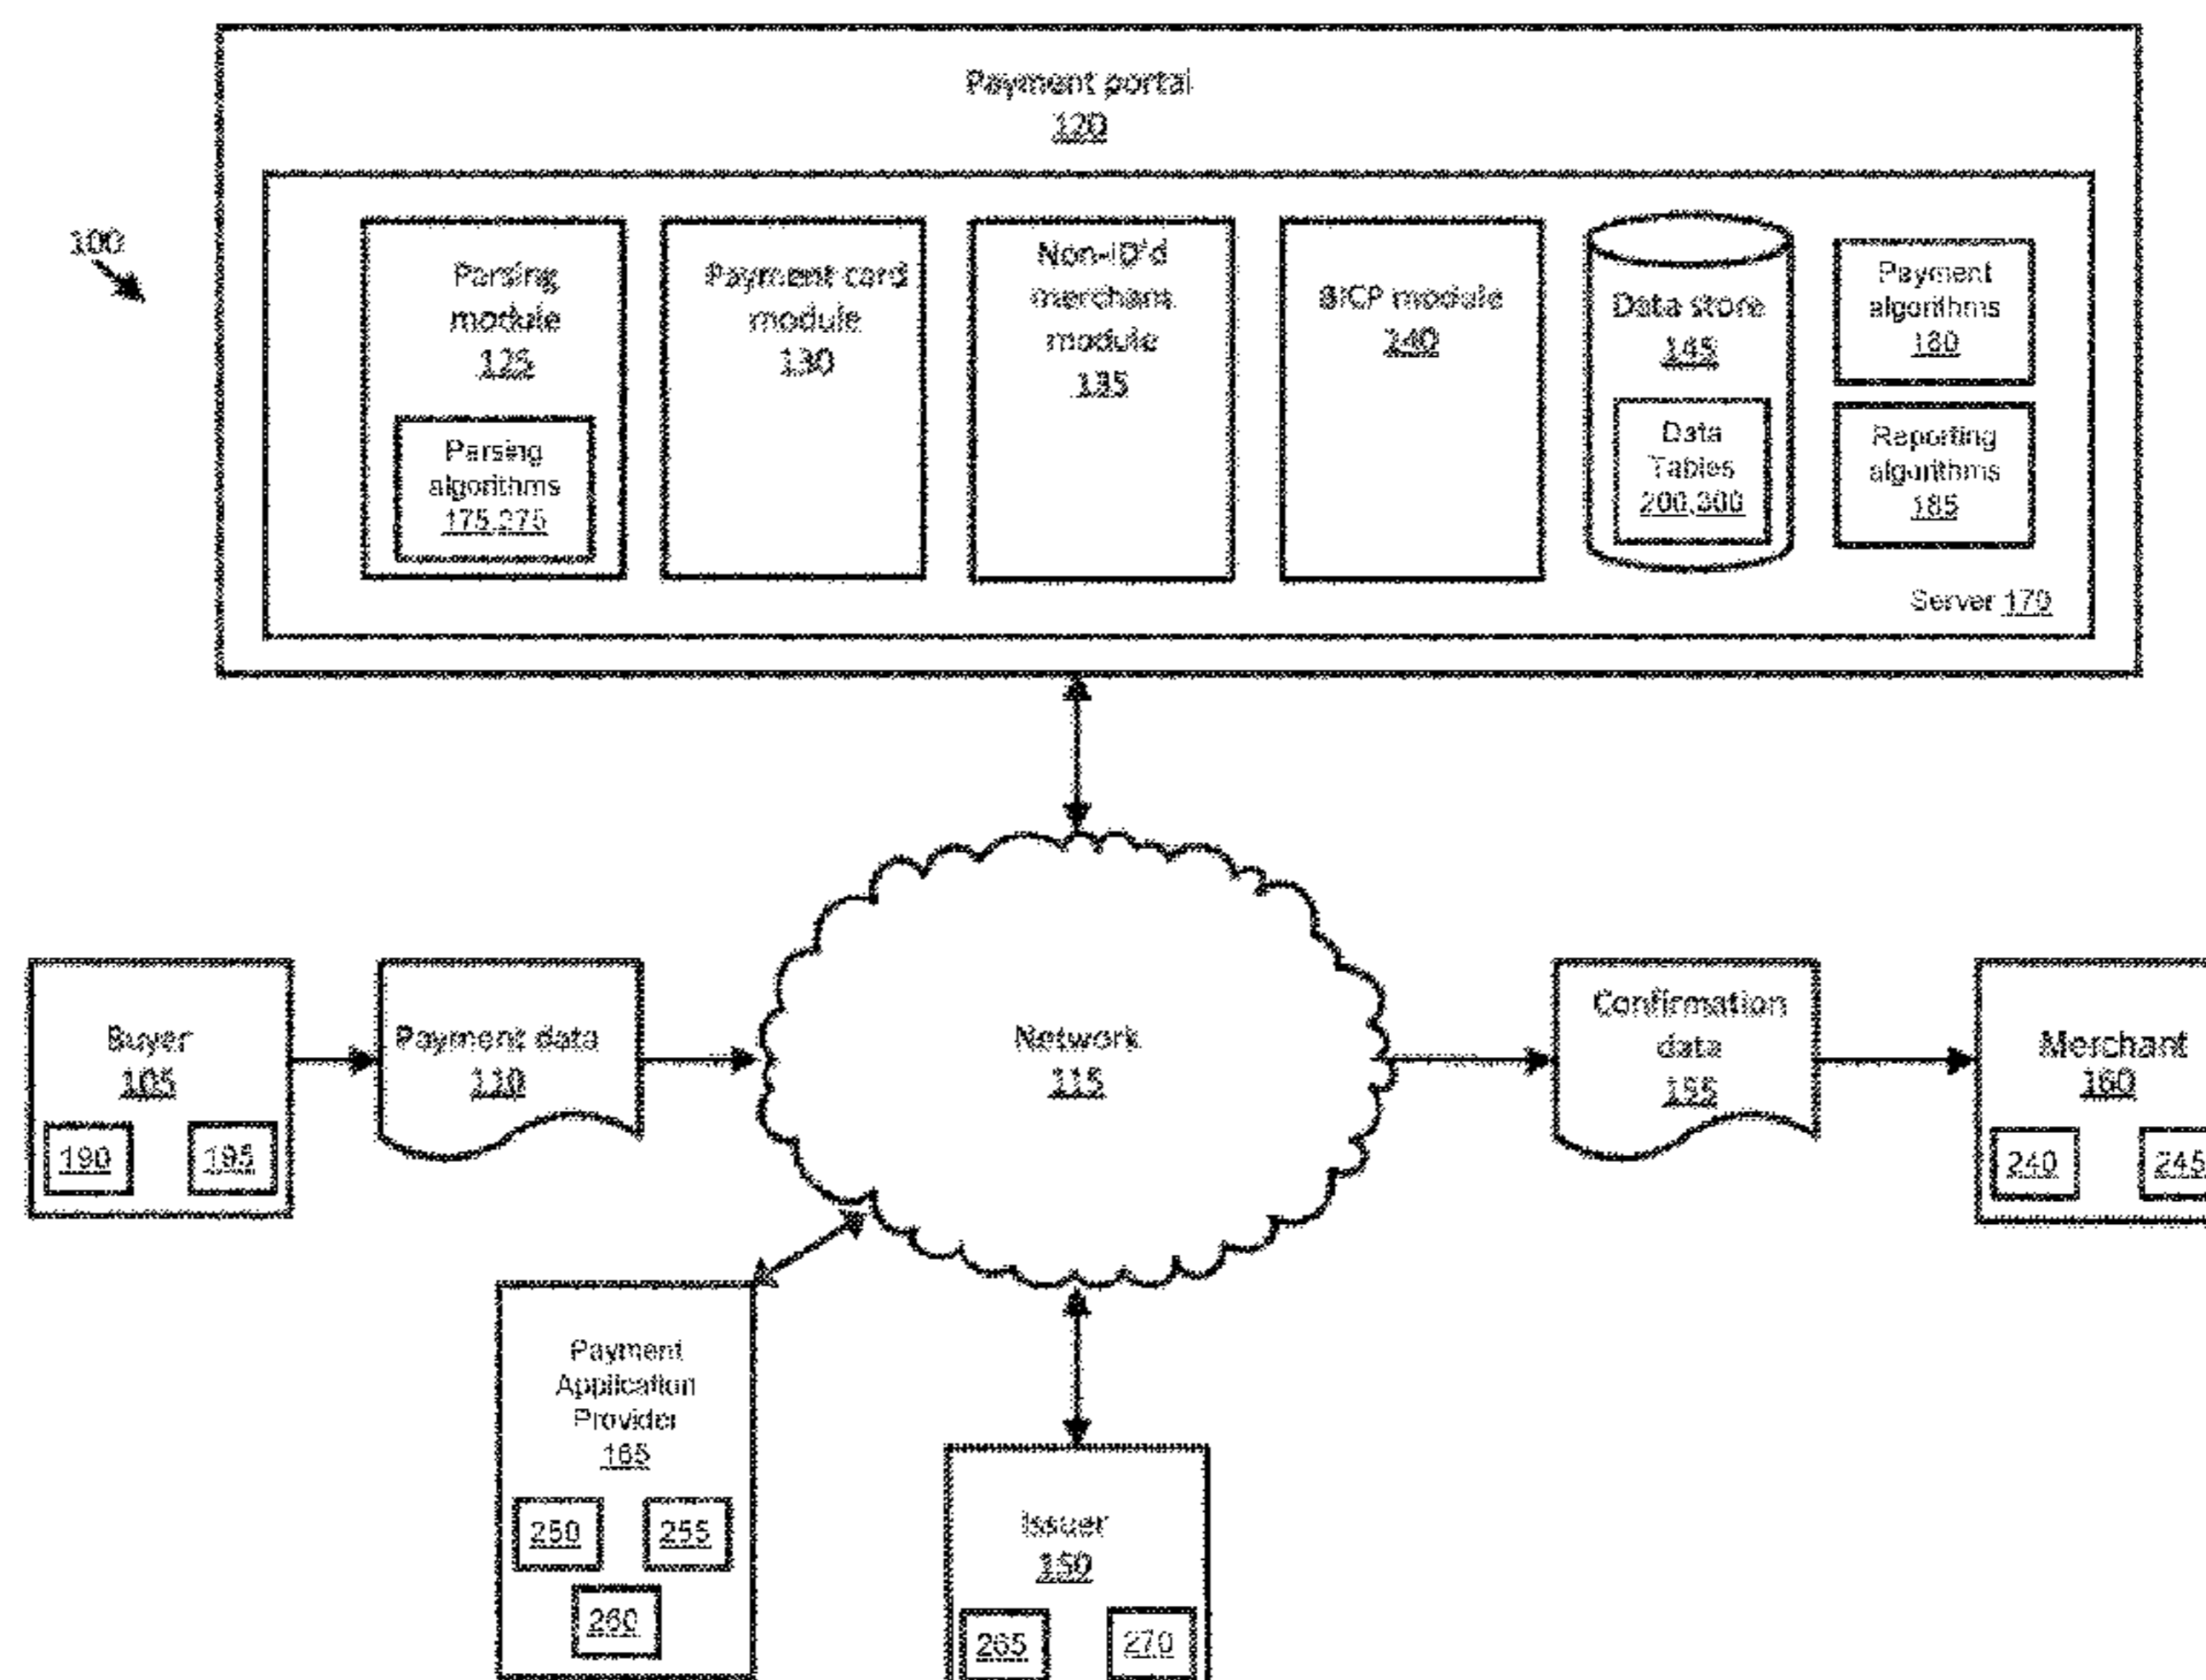 Payment portal
120
100
Parsing
module
125
Parsing
algorithms
175,275
Payment card
module
130
Non-ID'd
merchant
module
135
BICP module
140
Data store
145
Data
Tables
200,300
Payment
algorithms
180
Reporting
algorithms
185
Server 170
Buyer
105
190 195
Payment data
110
Network
115
Confirmation
data
155
Merchant
160
240 245
Payment
Application
Provider
165
250 255
260
Issuer
150
265 270